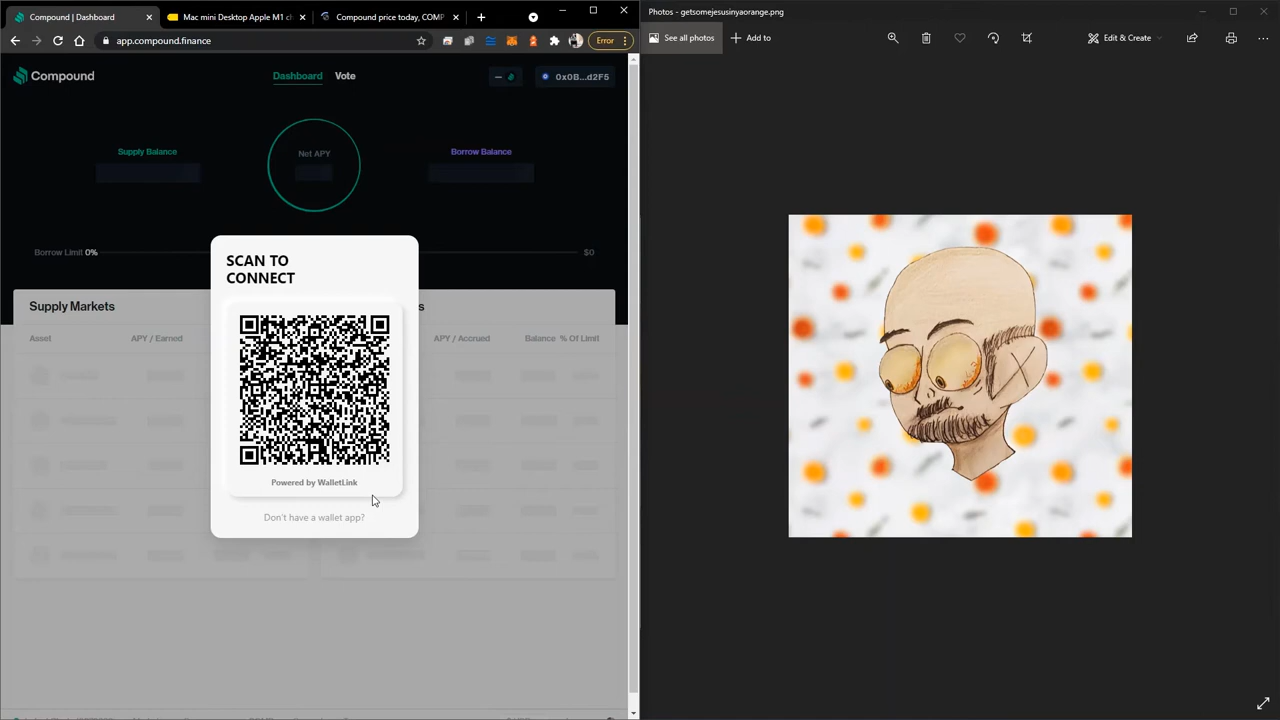 Compound | Dashboard
Mac mini Desktop Apple M1 ch
Compound price today, COMP
app.compound.finance
Error
Compound
Dashboard
Vote
0x0B...d2F5
Supply Balance
Net APY
Borrow Balance
Borrow Limit 0%
$0
SCAN TO
CONNECT
Powered by WalletLink
Don't have a wallet app?
Supply Markets
s
Asset
APY / Earned
APY / Accrued
Balance
% Of Limit
Photos - getsomejesusinyaorange.png
See all photos
Add to
Edit & Create